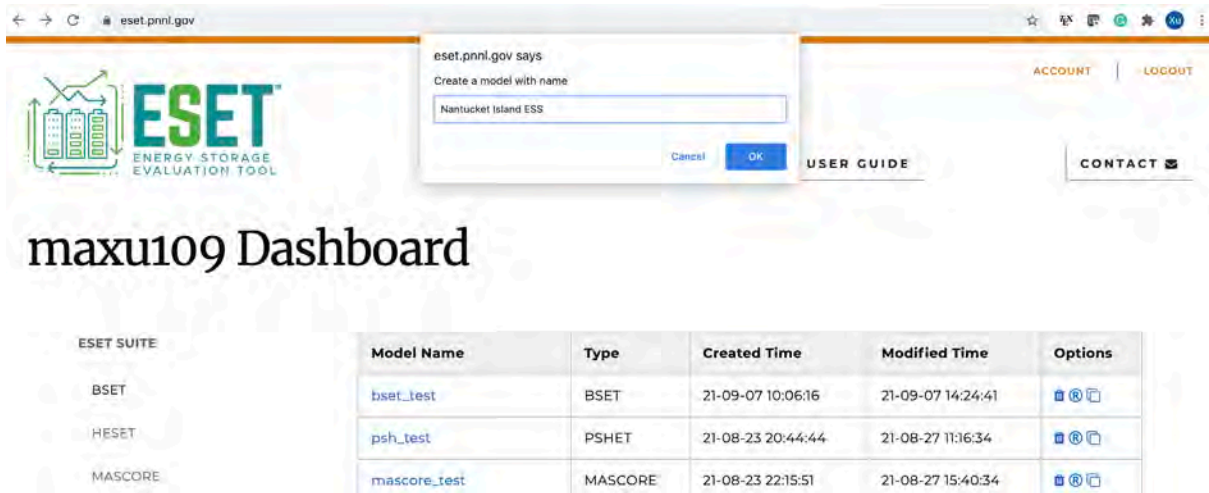 eset.pnnl.gov
Xu
eset.pnnl.gov says
Create a model with name
Nantucket Island ESS
Cancel OK
ACCOUNT | LOGOUT
ESET
ENERGY STORAGE
EVALUATION TOOL
USER GUIDE
CONTACT
maxu109 Dashboard
ESET SUITE
BSET
HESET
MASCORE
Model Name Type Created Time Modified Time Options
bset_test BSET 21-09-07 10:06:16 21-09-07 14:24:41 ®
psh_test PSHET 21-08-23 20:44:44 21-08-27 11:16:34 ®
mascore_test MASCORE 21-08-23 22:15:51 21-08-27 15:40:34 ®